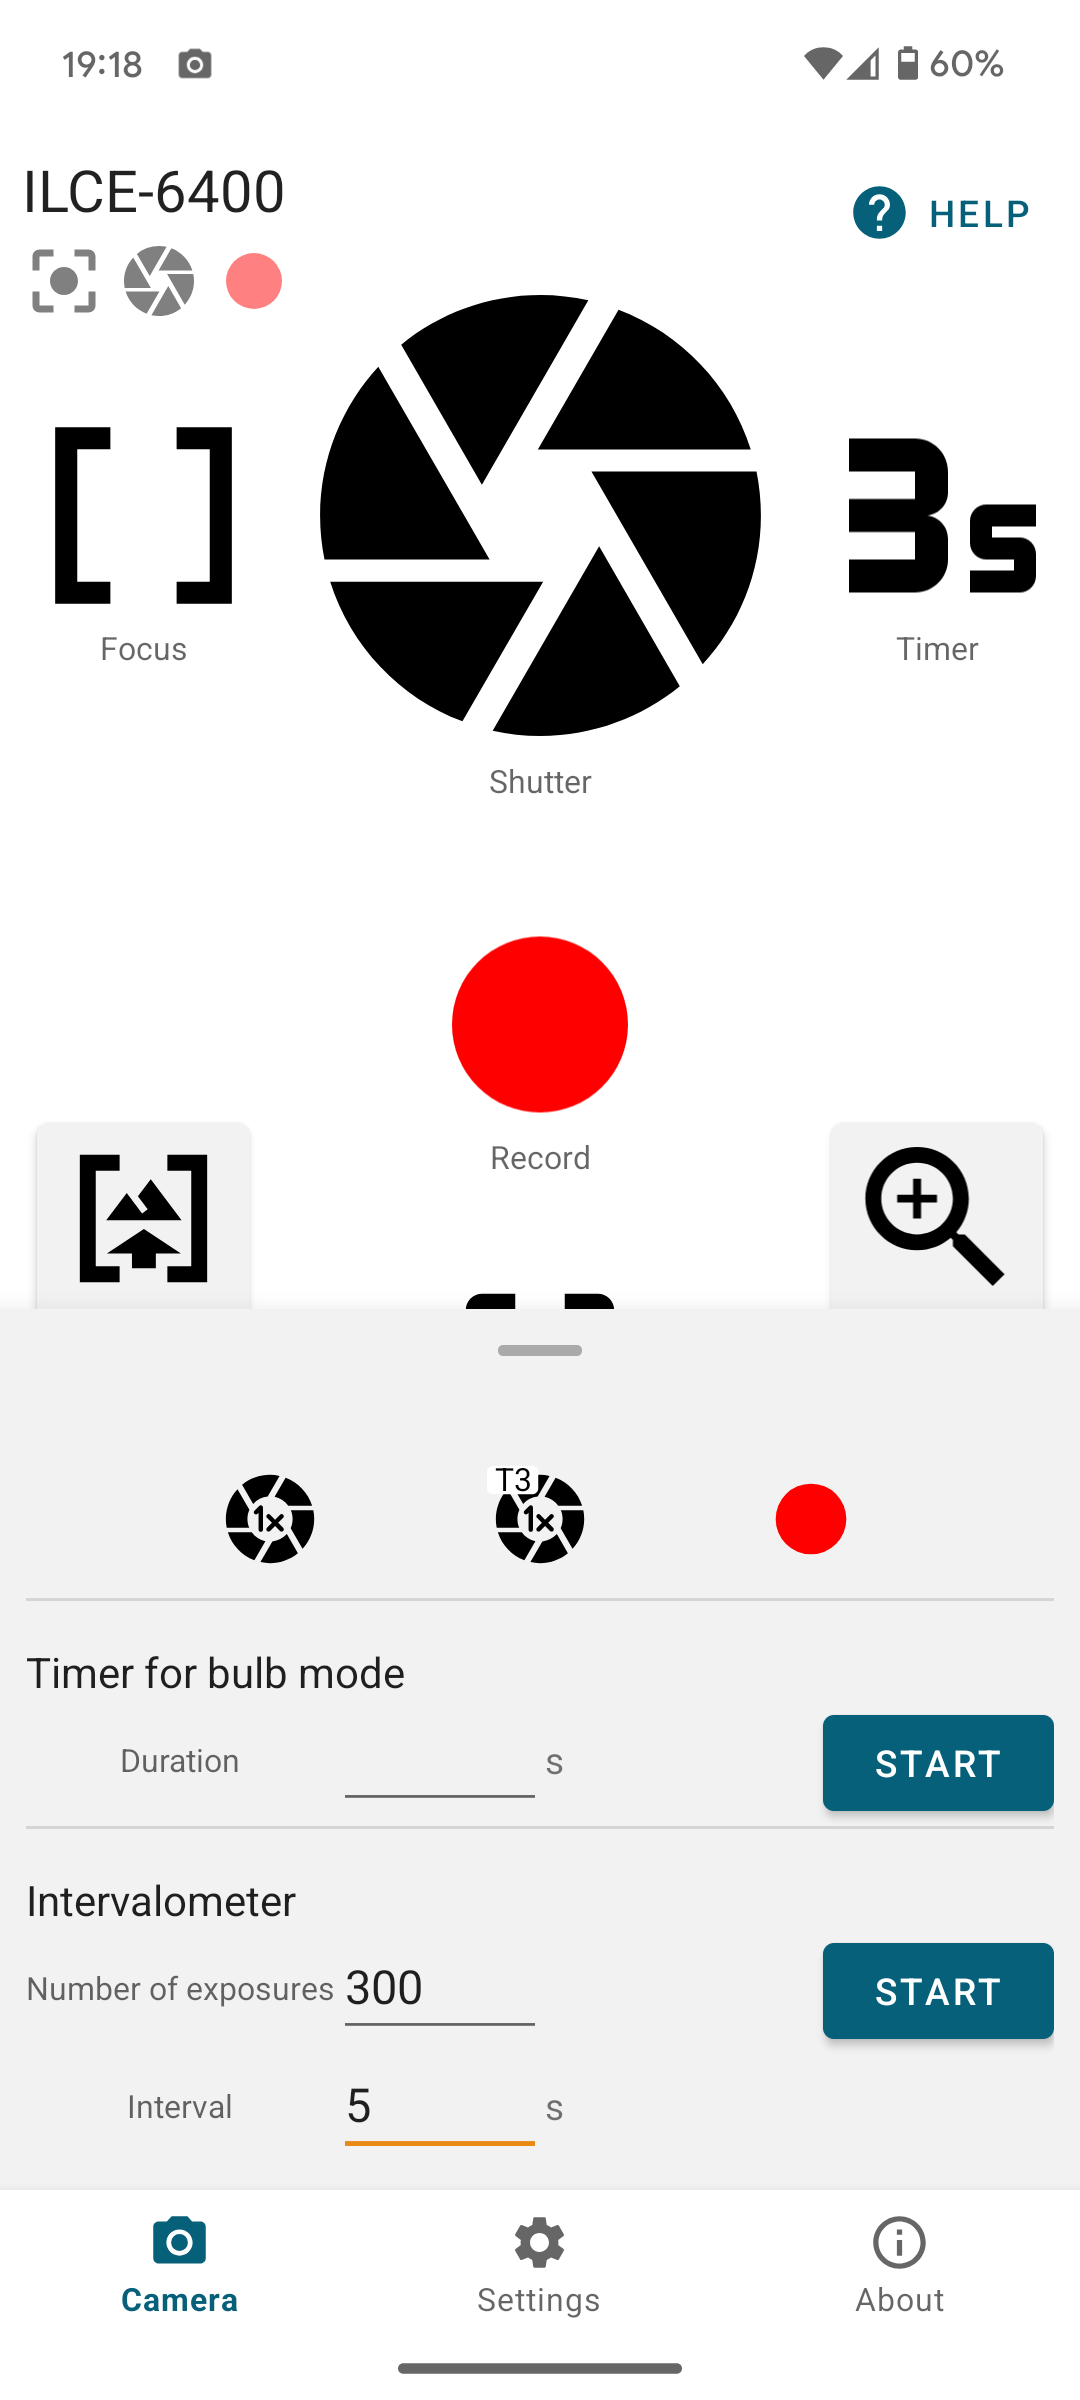 19:18
60%
ILCE-6400
HELP
3s
Focus
Timer
Shutter
Record
1x
T3
1x
Timer for bulb mode
Duration
s
START
Intervalometer
Number of exposures
300
START
Interval
5
s
Camera
Settings
About